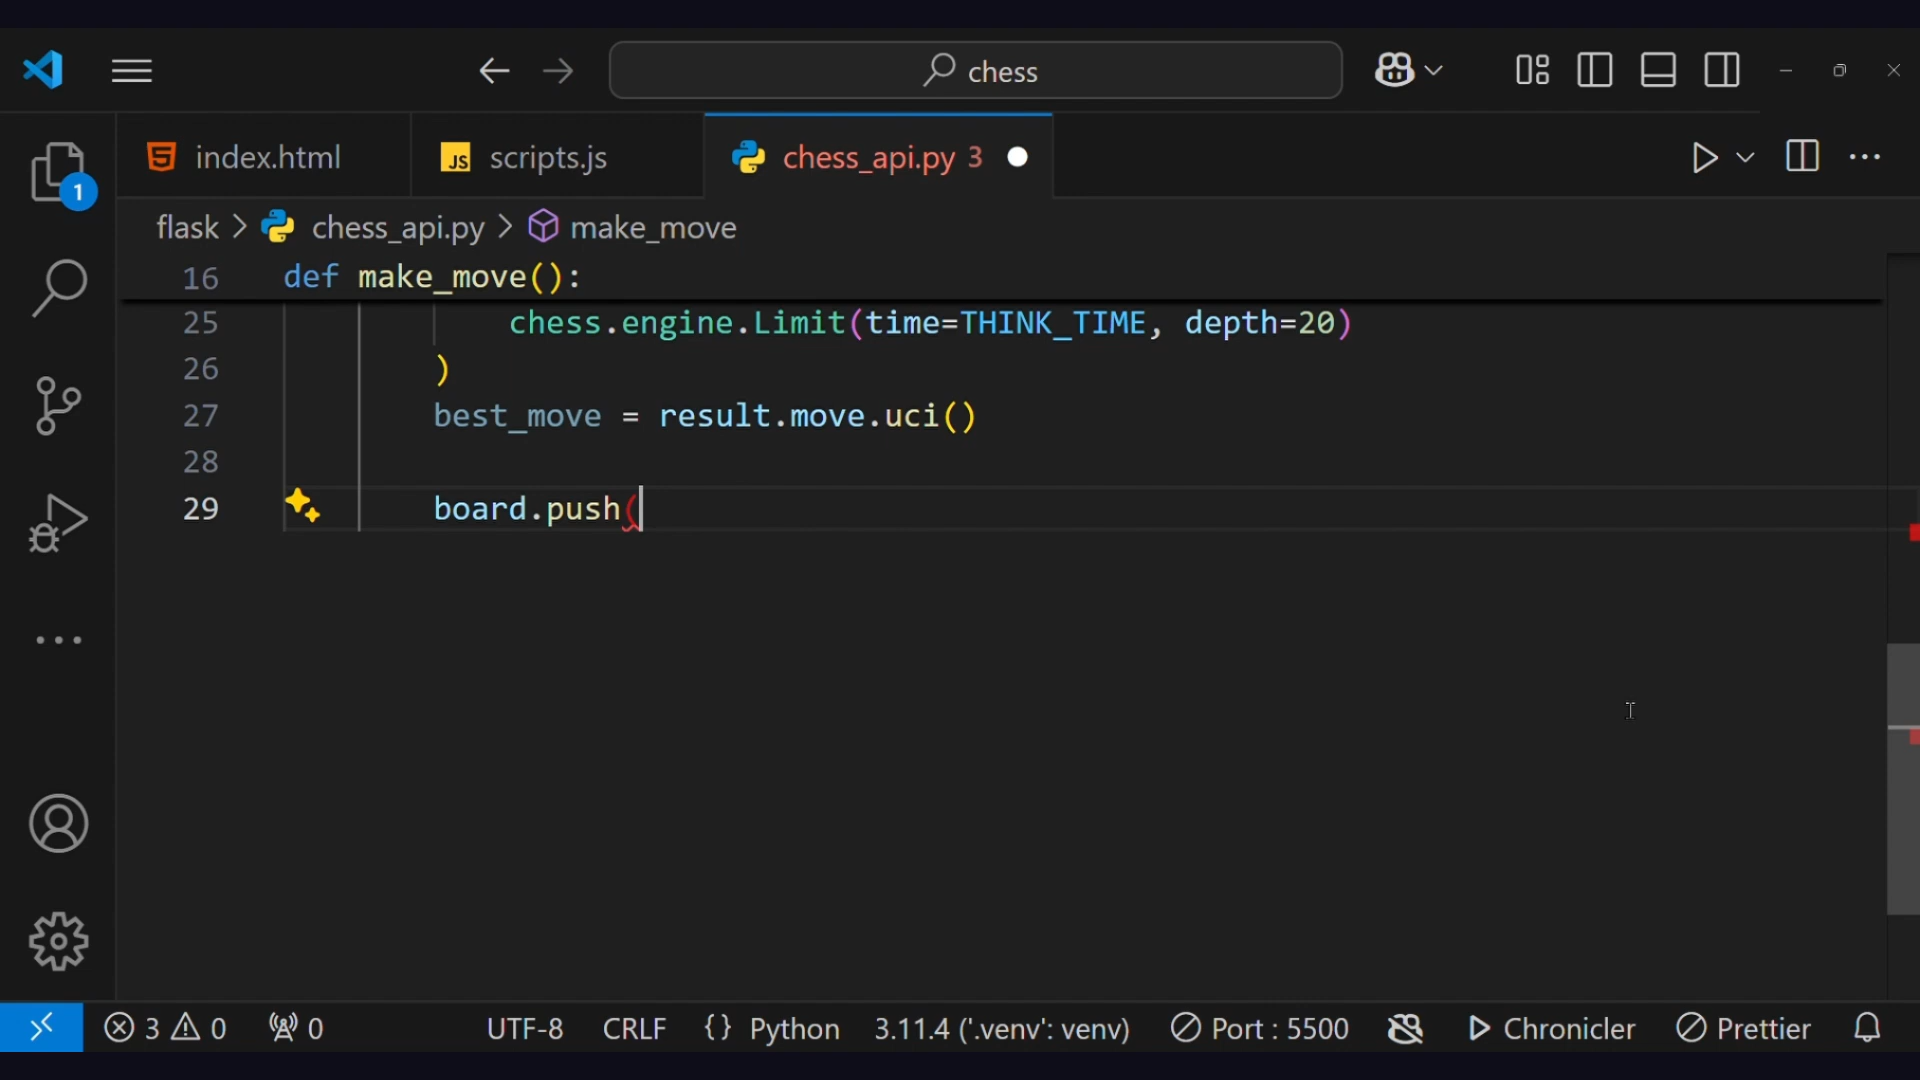 chess
index.html
JS scripts.js
chess_api.py 3
1
flask > chess_api.py > make_move
16 def make_move():
25 chess.engine.Limit(time=THINK_TIME, depth=20)
26 )
27 best_move = result.move.uci()
28
29 board.push(
3 0 0 UTF-8 CRLF {} Python 3.11.4 ('.venv': venv) Port : 5500 Chronicler Prettier